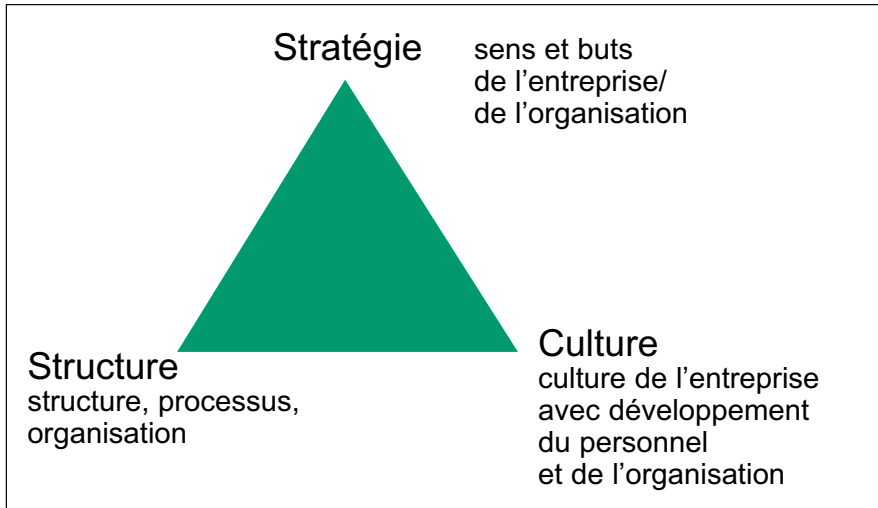 Stratégie
sens et buts
de l’entreprise/
de l’organisation
Structure
structure, processus,
organisation
Culture
culture de l’entreprise
avec développement
du personnel
et de l’organisation